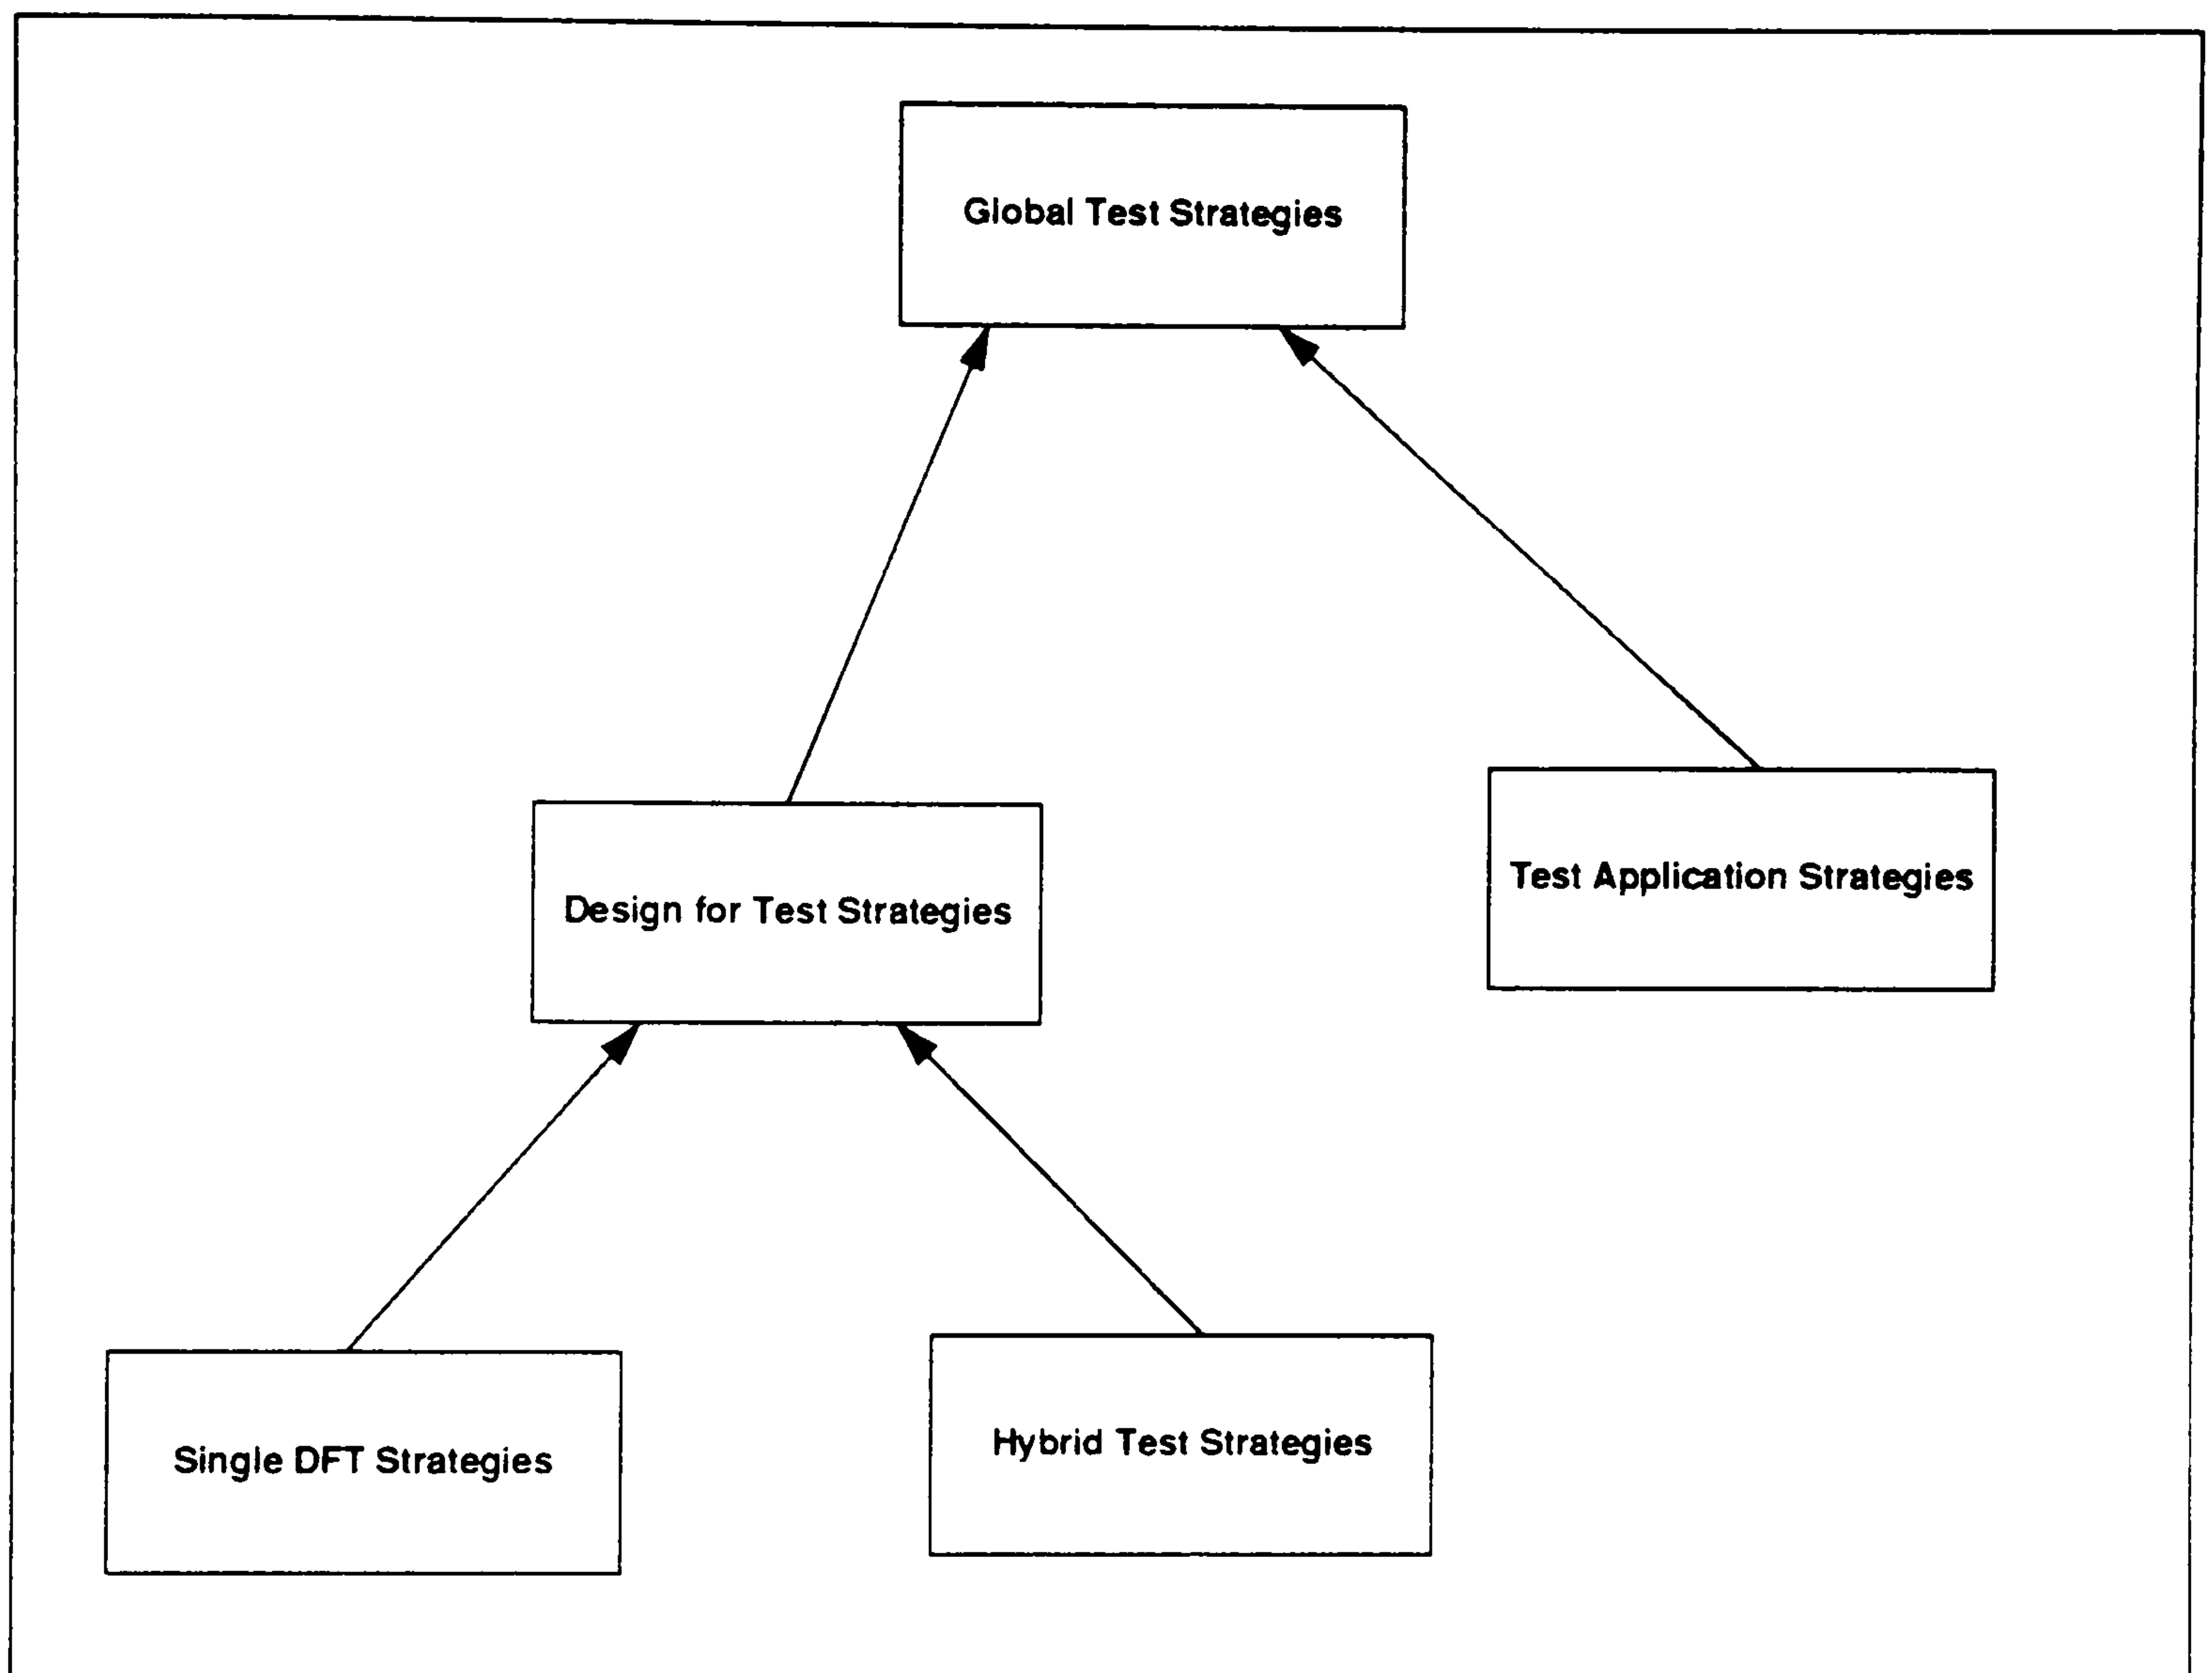 Global Test Strategies
Test Application Strategies
Design for Test Strategies
Hybrid Test Strategies
Single DFT Strategies